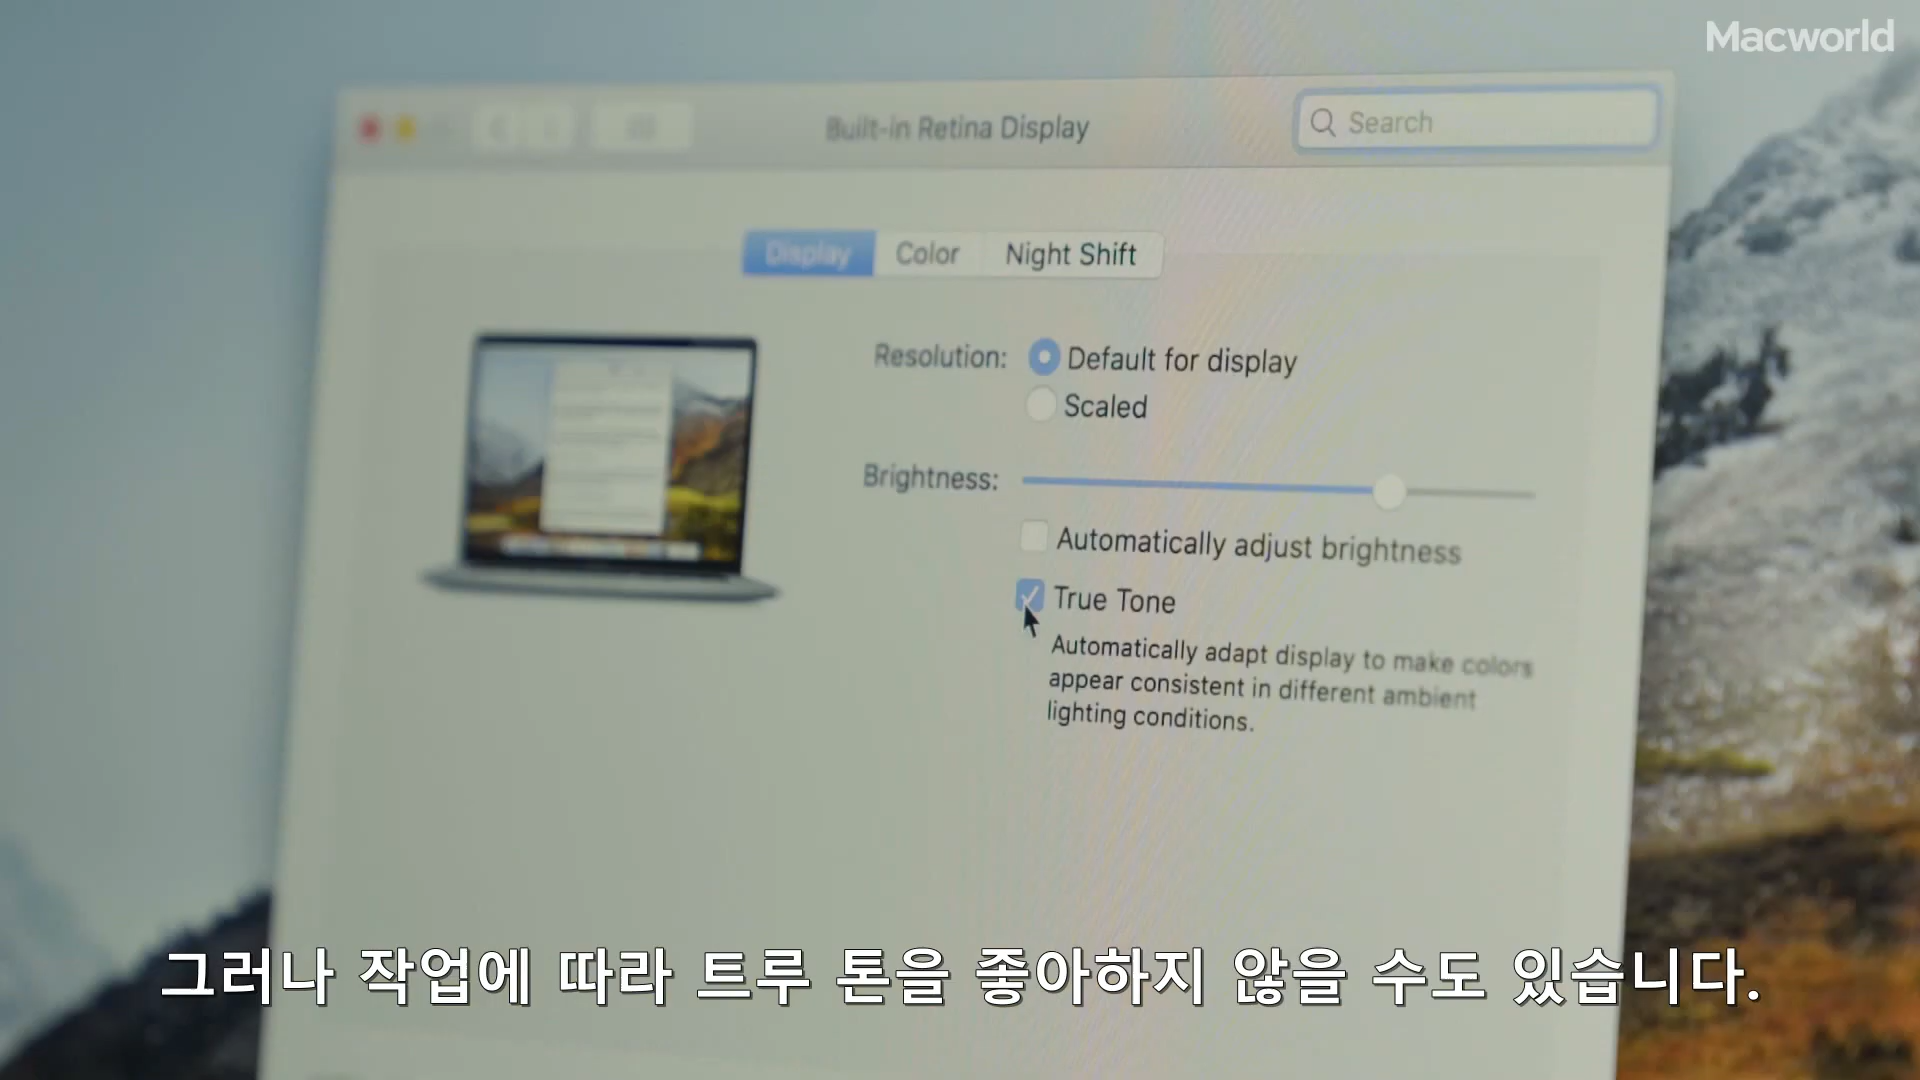 Macworld
Built-in Retina Display
Search
Display
Color
Night Shift
Resolution:
Default for display
Scaled
Brightness:
Automatically adjust brightness
True Tone
Automatically adapt display to make colors
appear consistent in different ambient
lighting conditions.
그러나 작업에 따라 트루 톤을 좋아하지 않을 수도 있습니다.